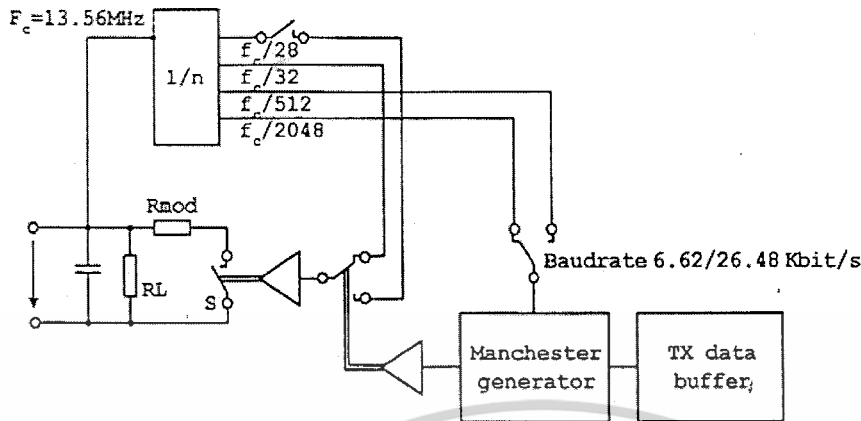 F_c=13.56MHz
1/n
f_c/28
f_c/32
f_c/512
f_c/2048
Rmod
RL
S
Baudrate 6.62/26.48 Kbit/s
Manchester
generator
TX data
buffer